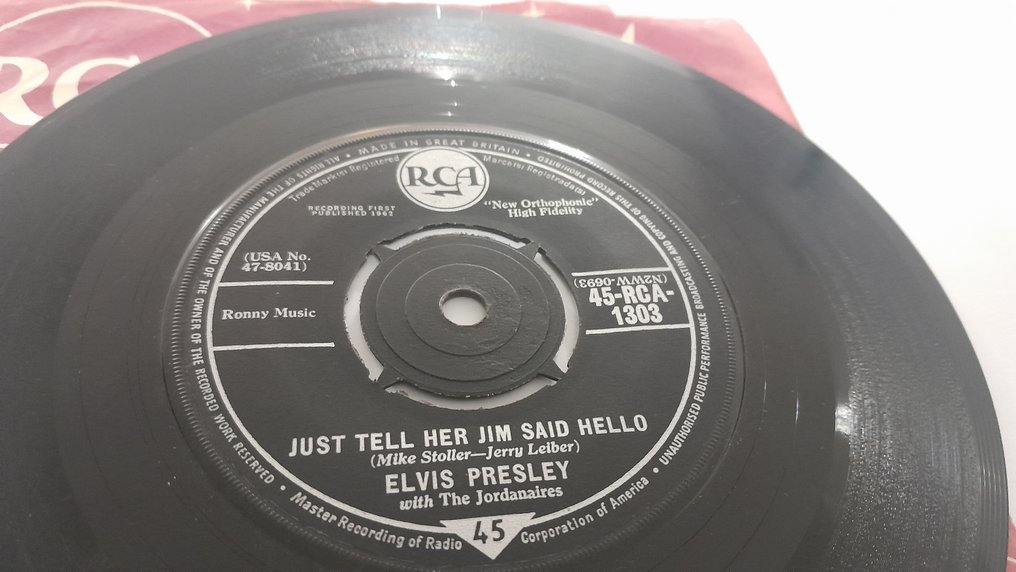 RC
MADE IN GREAT BRITAIN
ALL RIGHTS OF THE MANUFACTURER AND OF THE OWNER OF THE RECORDED WORK RESERVED
UNAUTHORISED PUBLIC PERFORMANCE BROADCASTING AND COPYING OF THIS RECORD PROHIBITED
Trade Mark(s) Registered
RCA
Marca(s) Registrada(s)
RECORDING FIRST
PUBLISHED 1962
"New Orthophonic"
High Fidelity
(USA No.
47-8041)
Ronny Music
(N2WW-0693)
45-RCA-
1303
JUST TELL HER JIM SAID HELLO
(Mike Stoller—Jerry Leiber)
ELVIS PRESLEY
with The Jordanaires
45
Master Recording of Radio Corporation of America